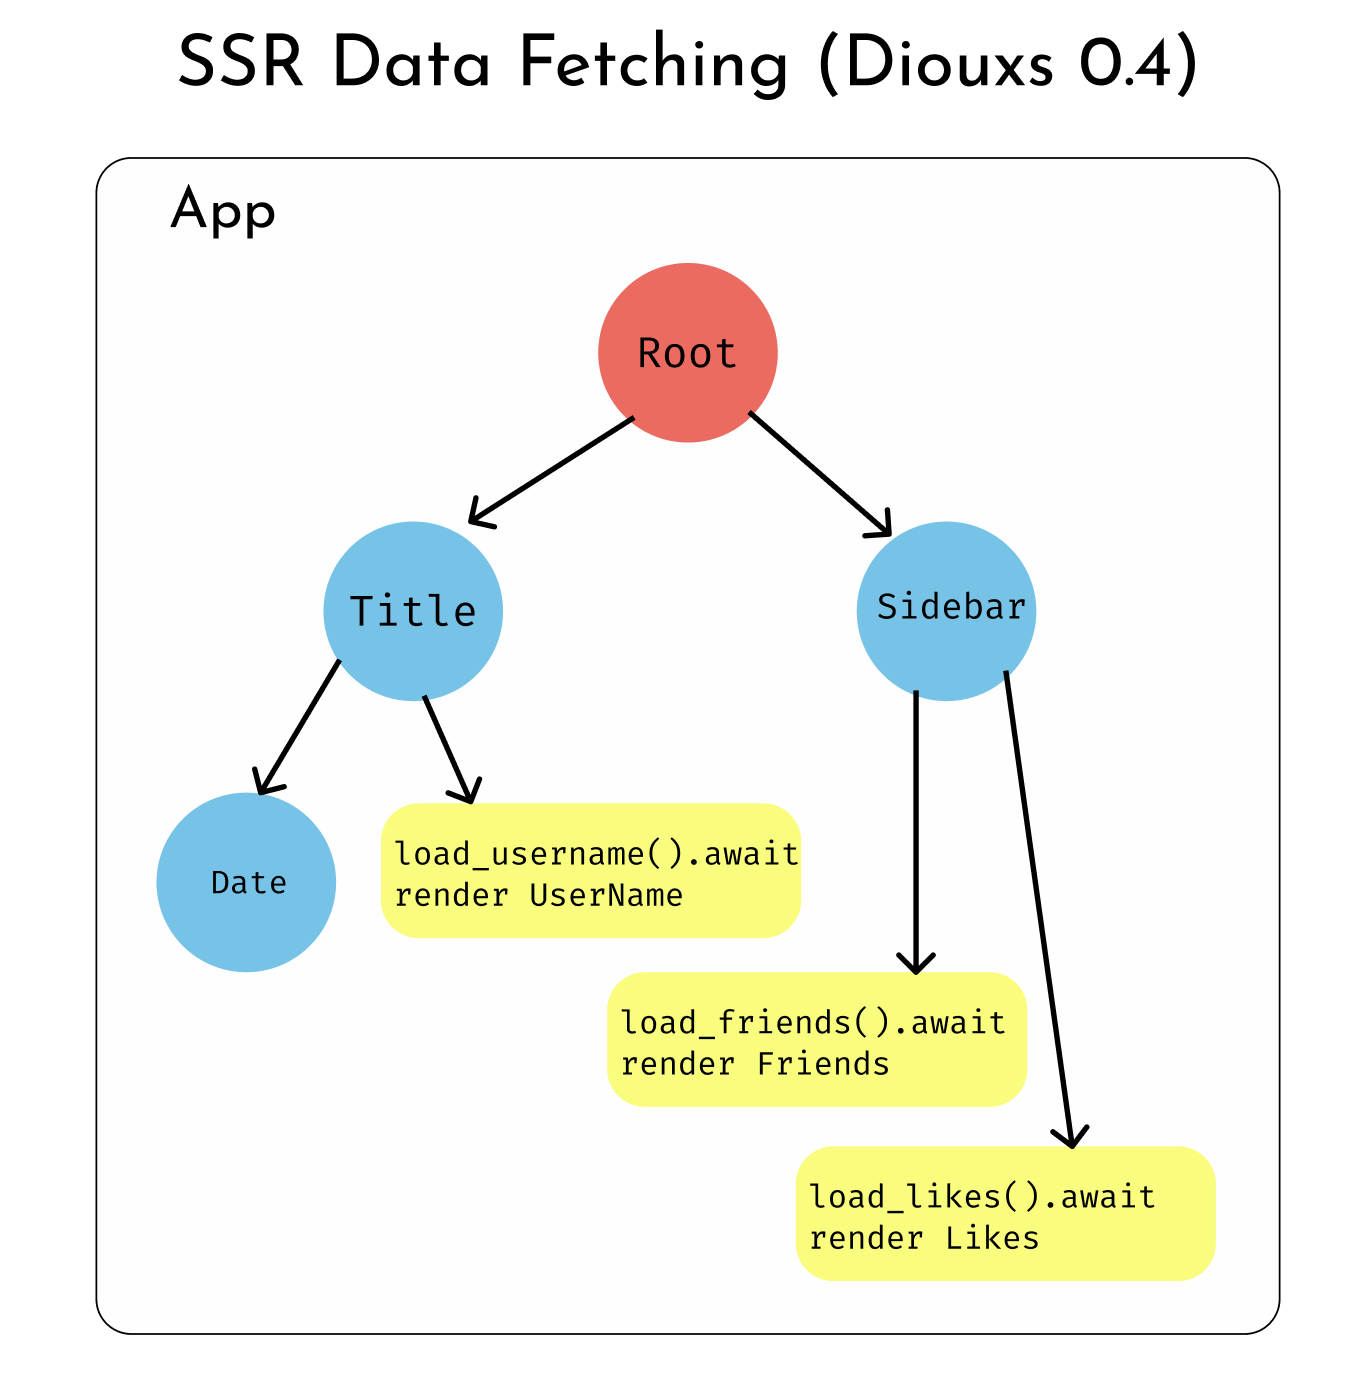 SSR Data Fetching (Diouxs 0.4)
App
Root
Title
Sidebar
Date
load_username().await
render UserName
load_friends().await
render Friends
load_likes().await
render Likes